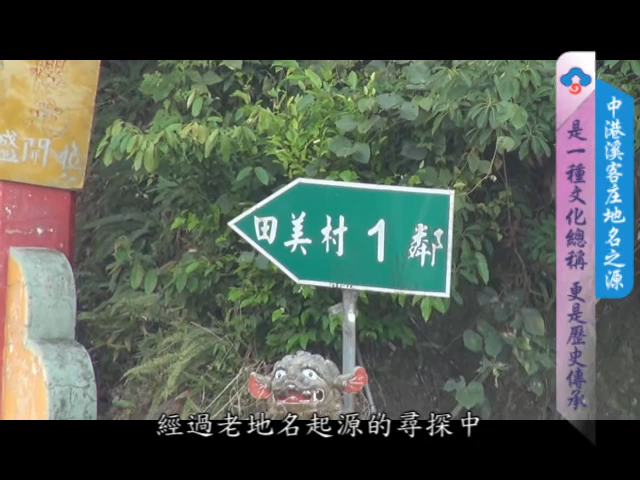 中港溪客庄地名之源
是一種文化總稱 更是歷史傳承
田美村 1 鄰
經過老地名起源的尋探中